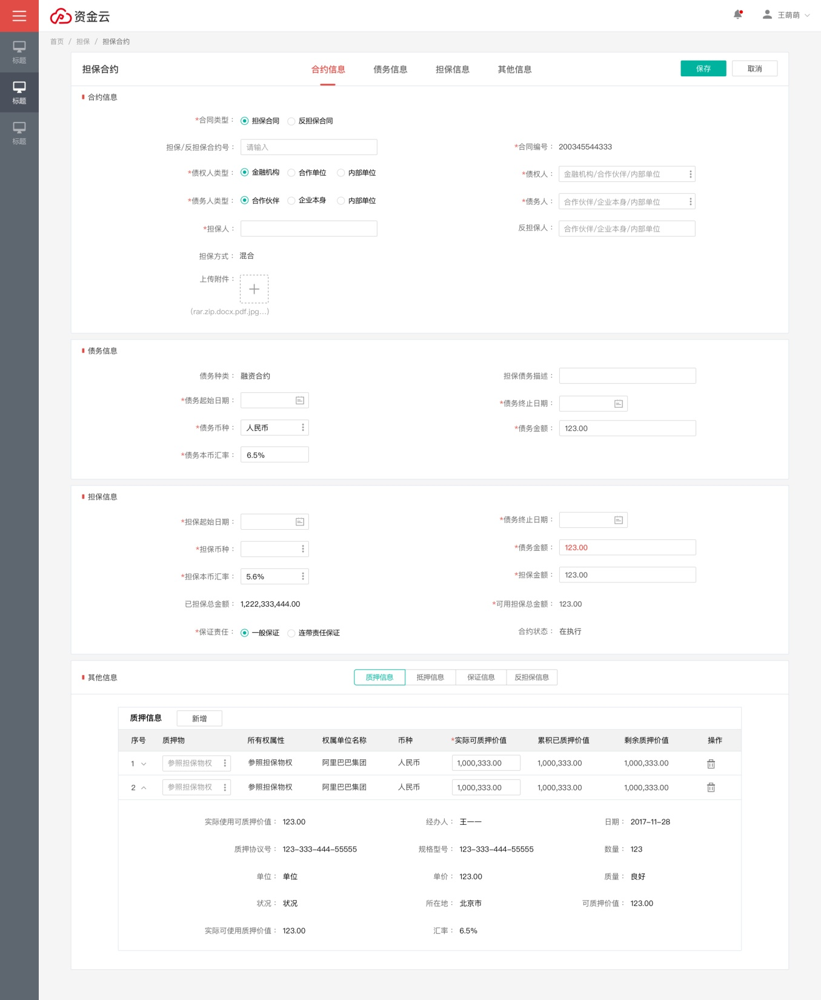 资金云
王萌萌
标题
标题
标题
首页 / 担保 / 担保合约
担保合约 合约信息 债务信息 担保信息 其他信息 保存 取消
合约信息
*合同类型： 担保合同 反担保合同
担保/反担保合约号： 请输入 *合同编号： 200345544333
*债权人类型： 金融机构 合作单位 内部单位 *债权人： 金融机构/合作伙伴/内部单位
*债务人类型： 合作伙伴 企业本身 内部单位 *债务人： 合作伙伴/企业本身/内部单位
*担保人： 反担保人： 合作伙伴/企业本身/内部单位
担保方式： 混合
上传附件：
(rar.zip.docx.pdf.jpg...)
债务信息
债务种类： 融资合约 担保债务描述：
*债务起始日期： *债务终止日期：
*债务币种： 人民币 *债务金额： 123.00
*债务本币汇率： 6.5%
担保信息
*担保起始日期： *债务终止日期：
*担保币种： *债务金额： 123.00
*担保本币汇率： 5.6% *担保金额： 123.00
已担保总金额： 1,222,333,444.00 *可用担保总金额： 123.00
*保证责任： 一般保证 连带责任保证 合约状态： 在执行
其他信息 质押信息 抵押信息 保证信息 反担保信息
质押信息 新增
序号 质押物 所有权属性 权属单位名称 币种 *实际可质押价值 累积已质押价值 剩余质押价值 操作
1 参照担保物权 参照担保物权 阿里巴巴集团 人民币 1,000,333.00 1,000,333.00 1,000,333.00
2 参照担保物权 参照担保物权 阿里巴巴集团 人民币 1,000,333.00 1,000,333.00 1,000,333.00
实际使用可质押价值： 123.00 经办人： 王一一 日期： 2017-11-28
质押协议号： 123-333-444-55555 规格型号： 123-333-444-55555 数量： 123
单位： 单位 单价： 123.00 质量： 良好
状况： 状况 所在地： 北京市 可质押价值： 123.00
实际可使用质押价值： 123.00 汇率： 6.5%